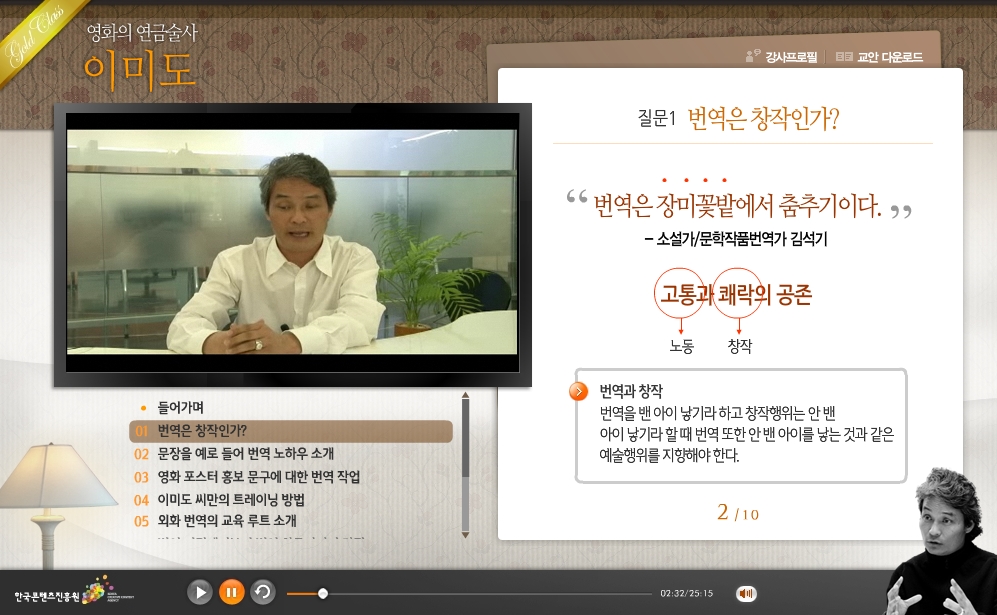 Gold Class
영화의 연금술사
이미도
강사프로필
교안 다운로드
질문1 번역은 창작인가?
“ 번역은 장미꽃밭에서 춤추기이다. ”
– 소설가/문학작품번역가 김석기
고통과 쾌락의 공존
노동
창작
번역과 창작
번역을 밴 아이 낳기라 하고 창작행위는 안 밴
아이 낳기라 할 때 번역 또한 안 밴 아이를 낳는 것과 같은
예술행위를 지향해야 한다.
2 / 10
들어가며
01 번역은 창작인가?
02 문장을 예로 들어 번역 노하우 소개
03 영화 포스터 홍보 문구에 대한 번역 작업
04 이미도 씨만의 트레이닝 방법
05 외화 번역의 교육 루트 소개
한국콘텐츠진흥원
02:32/25:15